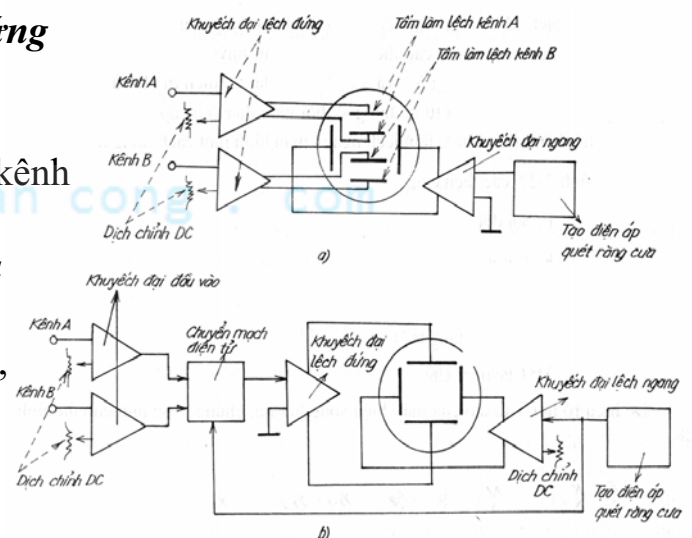 ứng
kênh
,
Khuyếch đại lệch đứng
Tấm làm lệch kênh A
Tấm làm lệch kênh B
Kênh A
Kênh B
Khuyếch đại ngang
Dịch chỉnh DC
Tạo điện áp
quét răng cưa
a)
cong . com
Khuyếch đại đầu vào
Kênh A
Chuyển mạch
điện tử
Khuyếch đại
lệch đứng
Khuyếch đại lệch ngang
Kênh B
Dịch chỉnh DC
Dịch chỉnh
DC
Tạo điện áp
quét răng cưa
b)